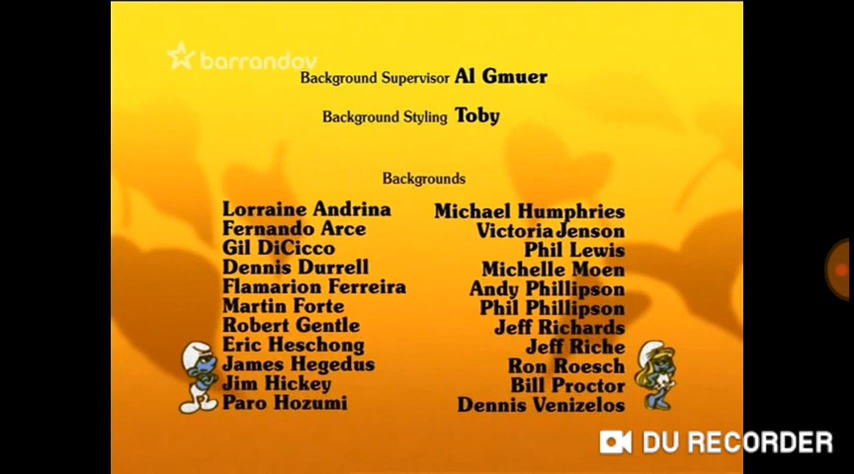 barrandov
Background Supervisor Al Gmuer
Background Styling Toby
Backgrounds
Lorraine Andrina
Fernando Arce
Gil DiCicco
Dennis Durrell
Flamarion Ferreira
Martin Forte
Robert Gentle
Eric Heschong
James Hegedus
Jim Hickey
Paro Hozumi
Michael Humphries
Victoria Jenson
Phil Lewis
Michelle Moen
Andy Phillipson
Phil Phillipson
Jeff Richards
Jeff Riche
Ron Roesch
Bill Proctor
Dennis Venizelos
DU RECORDER